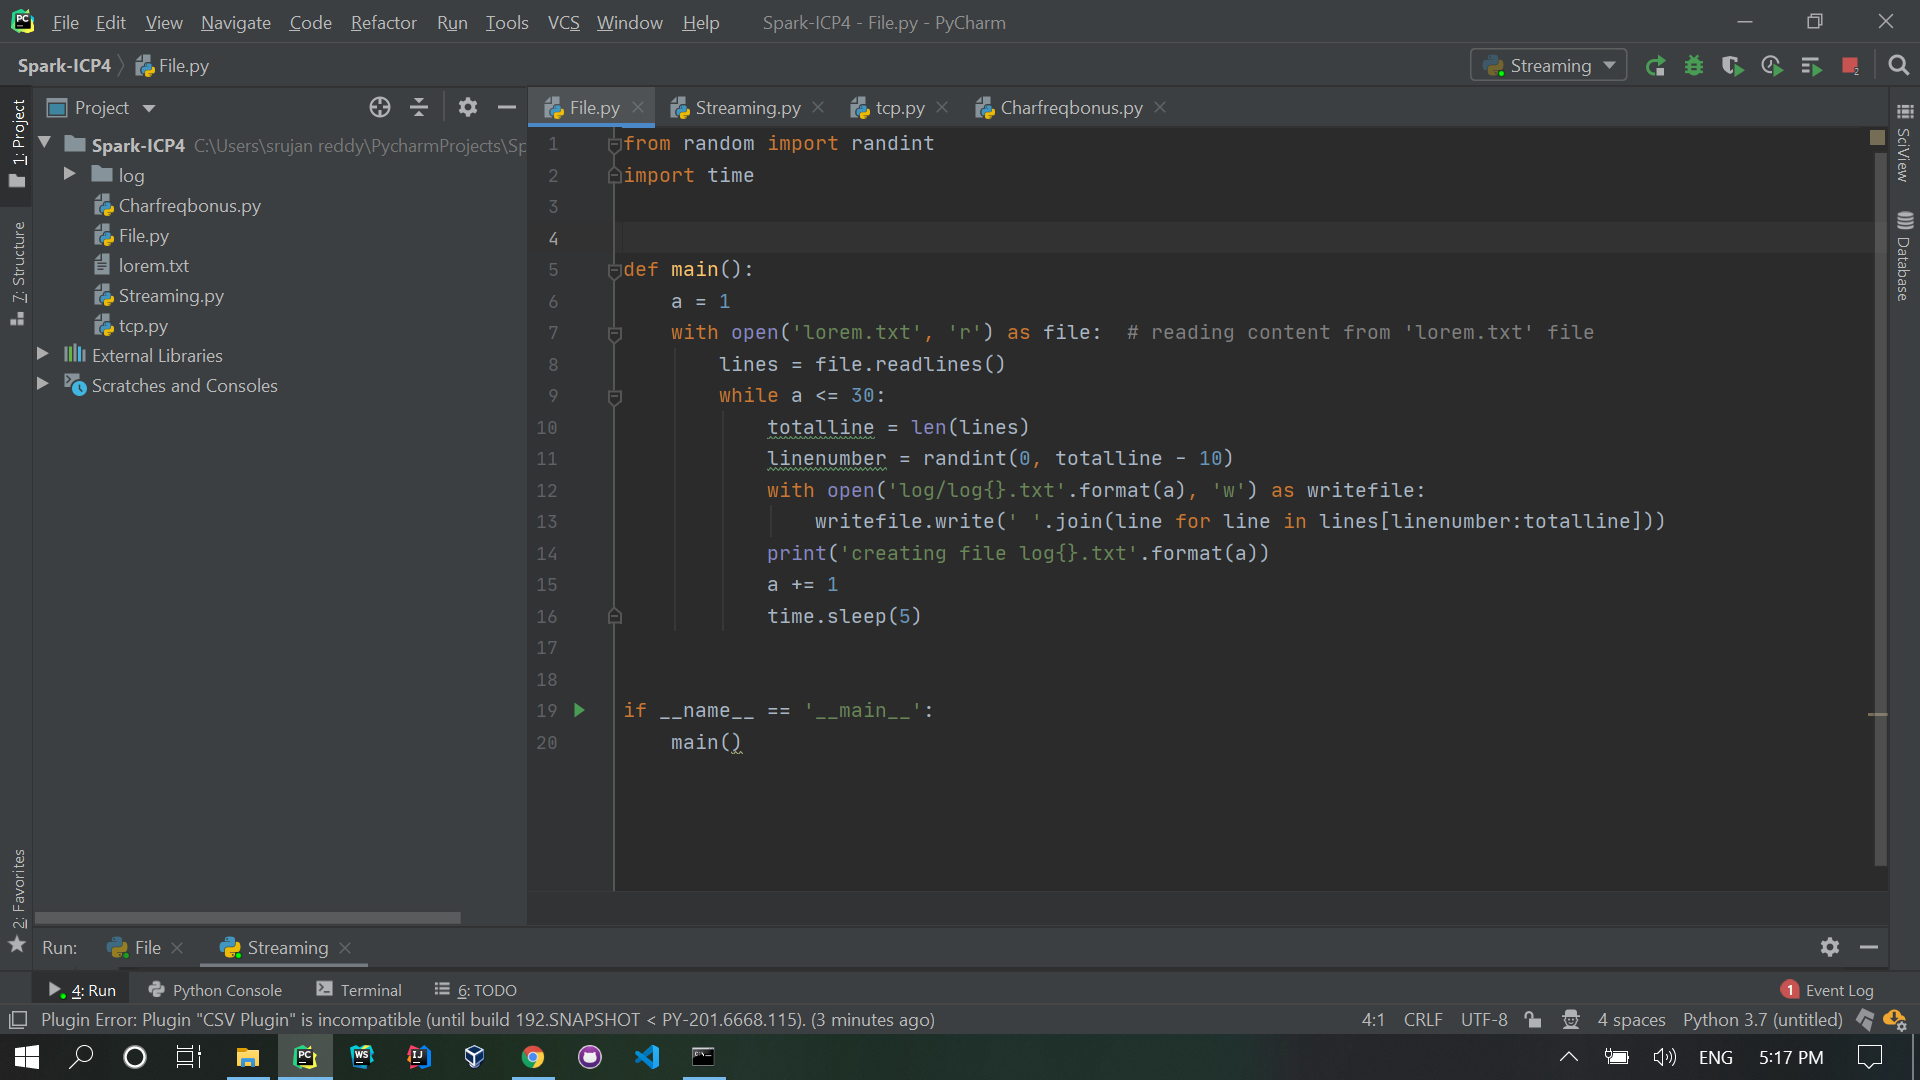 File Edit View Navigate Code Refactor Run Tools VCS Window Help Spark-ICP4 - File.py - PyCharm
Spark-ICP4 File.py Streaming
1: Project
7: Structure
2: Favorites
Project
Spark-ICP4 C:\Users\srujan reddy\PycharmProjects\Sp
log
Charfreqbonus.py
File.py
lorem.txt
Streaming.py
tcp.py
External Libraries
Scratches and Consoles
File.py Streaming.py tcp.py Charfreqbonus.py
1 from random import randint
2 import time
3
4
5 def main():
6 a = 1
7 with open('lorem.txt', 'r') as file: # reading content from 'lorem.txt' file
8 lines = file.readlines()
9 while a <= 30:
10 totalline = len(lines)
11 linenumber = randint(0, totalline - 10)
12 with open('log/log{}.txt'.format(a), 'w') as writefile:
13 writefile.write(' '.join(line for line in lines[linenumber:totalline]))
14 print('creating file log{}.txt'.format(a))
15 a += 1
16 time.sleep(5)
17
18
19 if __name__ == '__main__':
20 main()
SciView
Database
Run: File Streaming
4: Run Python Console Terminal 6: TODO 1 Event Log
Plugin Error: Plugin "CSV Plugin" is incompatible (until build 192.SNAPSHOT < PY-201.6668.115). (3 minutes ago) 4:1 CRLF UTF-8 4 spaces Python 3.7 (untitled)
PC WS IJ ENG 5:17 PM